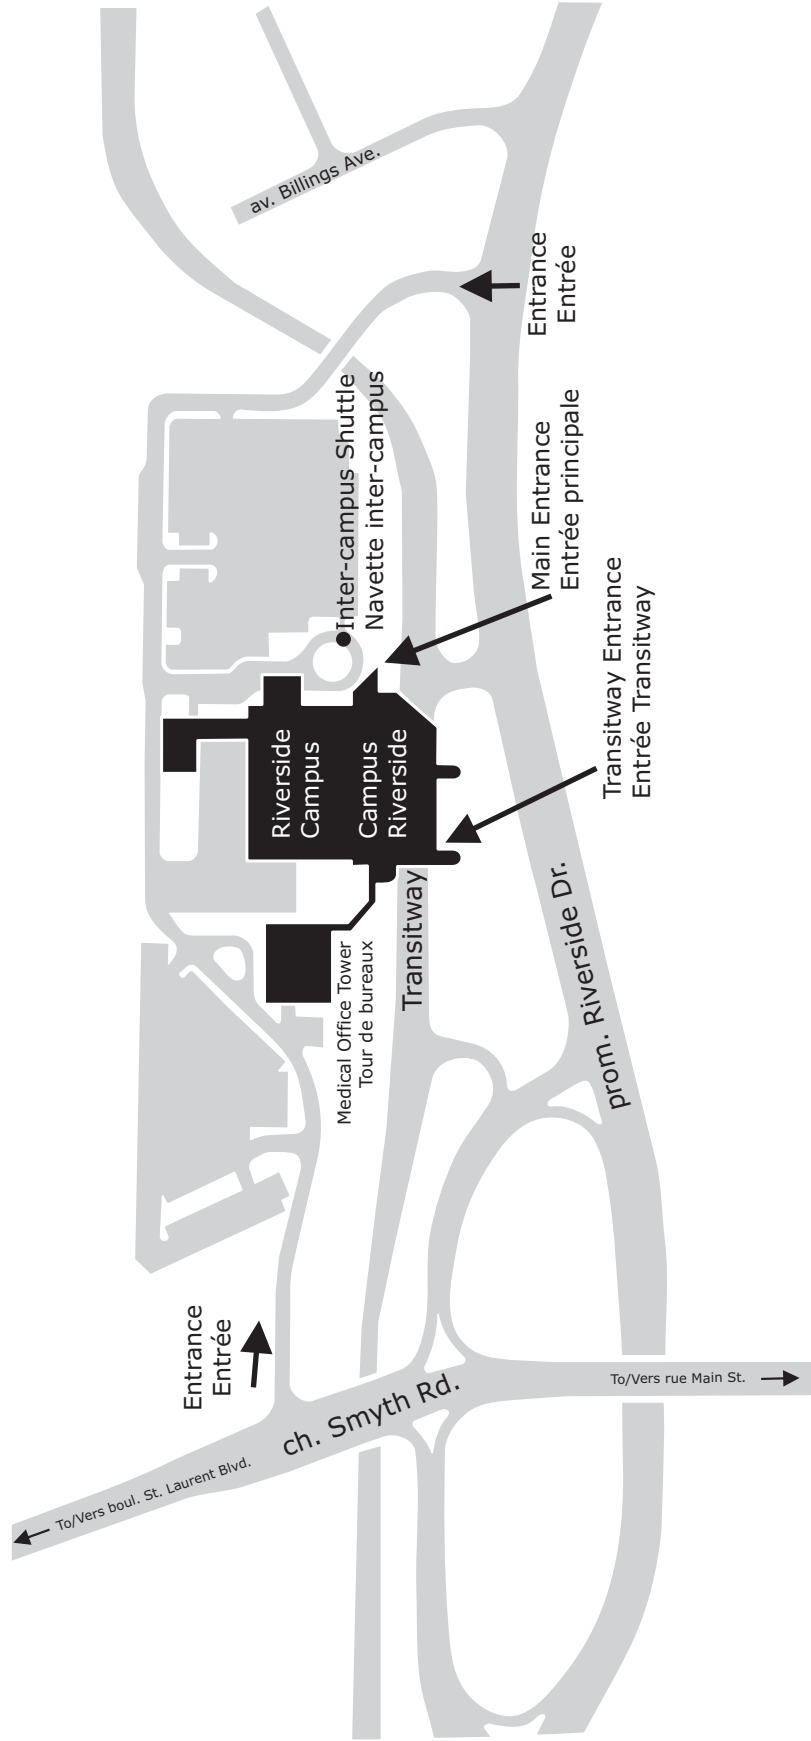 av. Billings Ave.
Entrance
Entrée
Inter-campus Shuttle
Navette inter-campus
Main Entrance
Entrée principale
Transitway Entrance
Entrée Transitway
Riverside
Campus
Campus
Riverside
Transitway
prom. Riverside Dr.
Medical Office Tower
Tour de bureaux
Entrance
Entrée
To/Vers rue Main St.
ch. Smyth Rd.
To/Vers boul. St. Laurent Blvd.